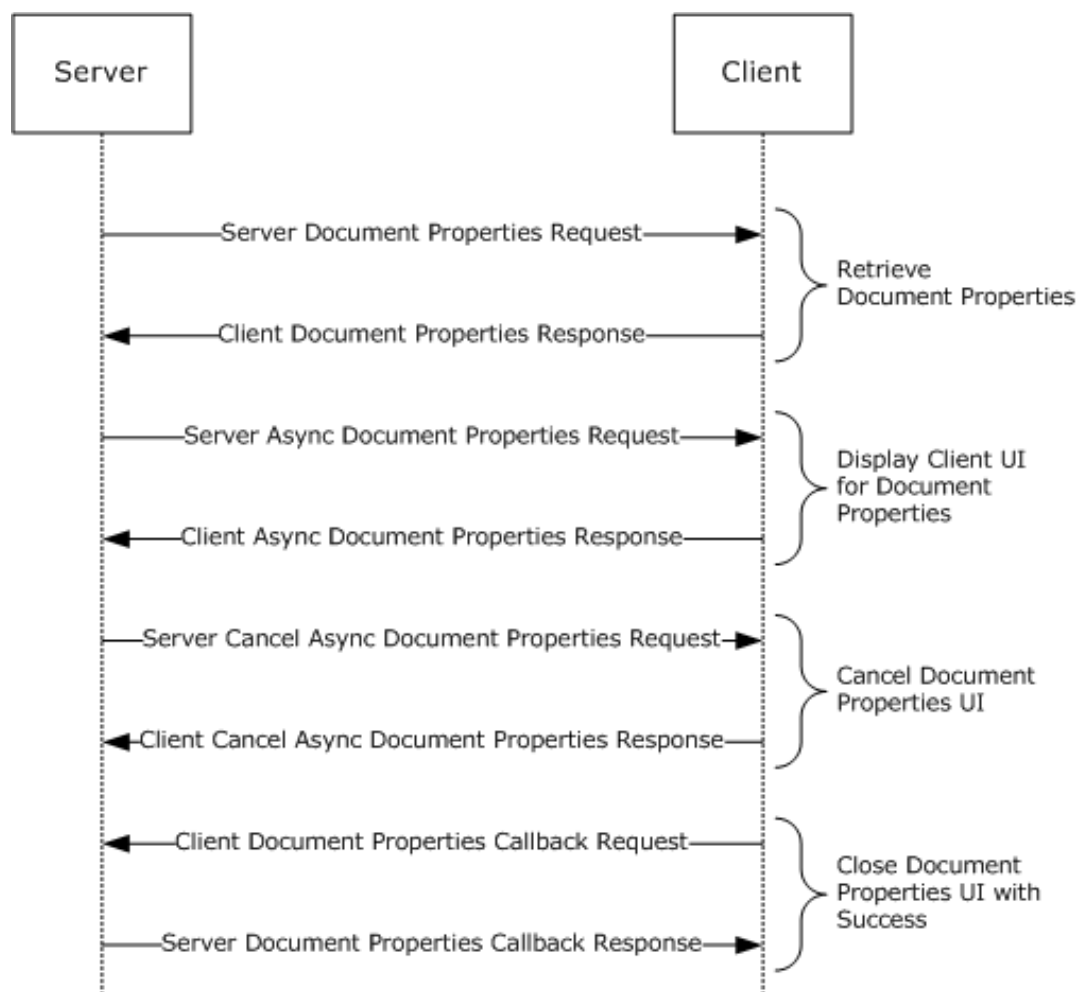 Server
Client
Server Document Properties Request
Retrieve
Document Properties
Client Document Properties Response
Server Async Document Properties Request
Display Client UI
for Document
Properties
Client Async Document Properties Response
Server Cancel Async Document Properties Request
Cancel Document
Properties UI
Client Cancel Async Document Properties Response
Client Document Properties Callback Request
Close Document
Properties UI with
Success
Server Document Properties Callback Response